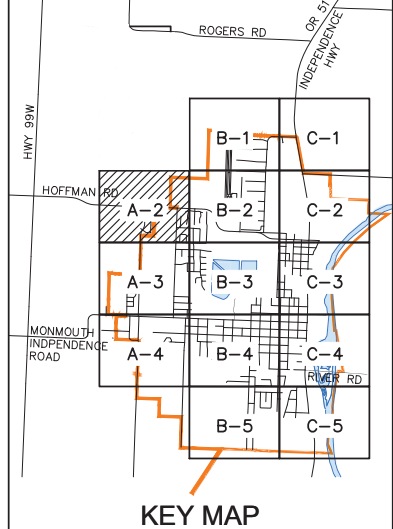 OR 51
INDEPENDENCE
HWY
ROGERS RD
HWY 99W
B-1
C-1
HOFFMAN RD
A-2
B-2
C-2
A-3
B-3
C-3
MONMOUTH
INDPENDENCE
ROAD
A-4
B-4
C-4
RIVER RD
B-5
C-5
KEY MAP